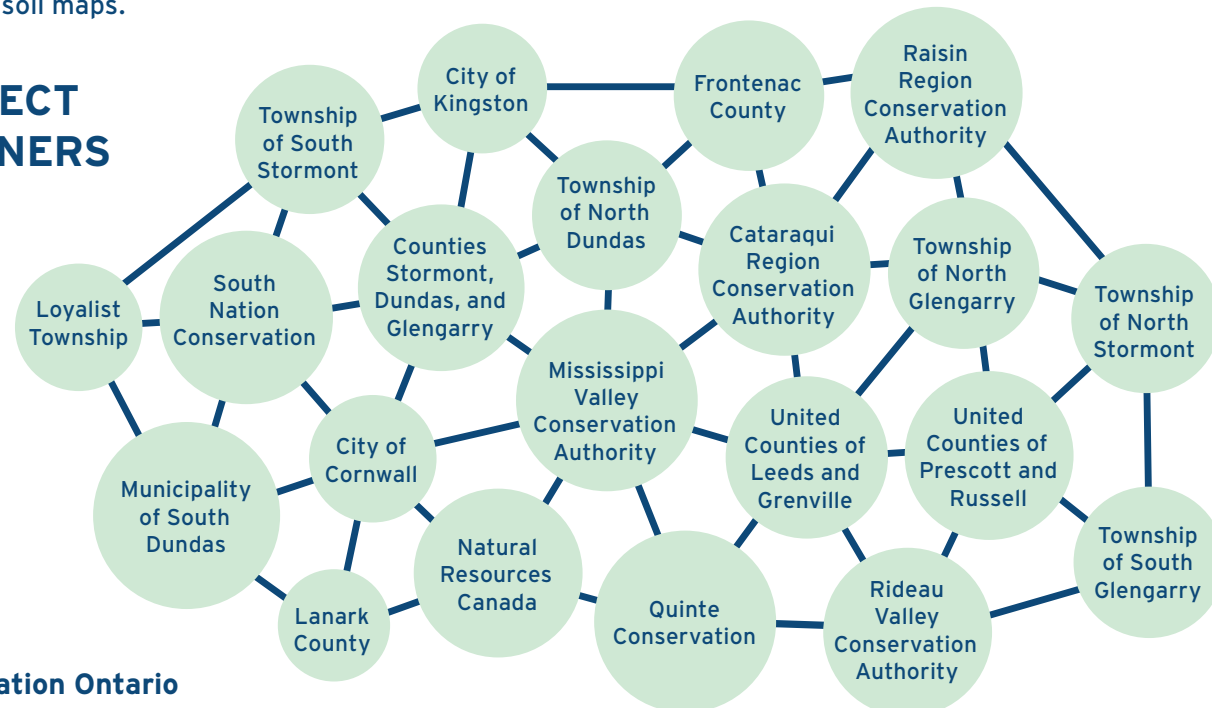 soil maps.
ECT
NERS
City of
Kingston
Frontenac
County
Raisin
Region
Conservation
Authority
Township
of South
Stormont
Township
of North
Dundas
Counties
Stormont,
Dundas, and
Glengarry
Cataraqui
Region
Conservation
Authority
Township
of North
Glengarry
Loyalist
Township
South
Nation
Conservation
Township
of North
Stormont
Mississippi
Valley
Conservation
Authority
City of
Cornwall
United
Counties of
Leeds and
Grenville
United
Counties of
Prescott and
Russell
Municipality
of South
Dundas
Natural
Resources
Canada
Township
of South
Glengarry
Lanark
County
Quinte
Conservation
Rideau
Valley
Conservation
Authority
ation Ontario